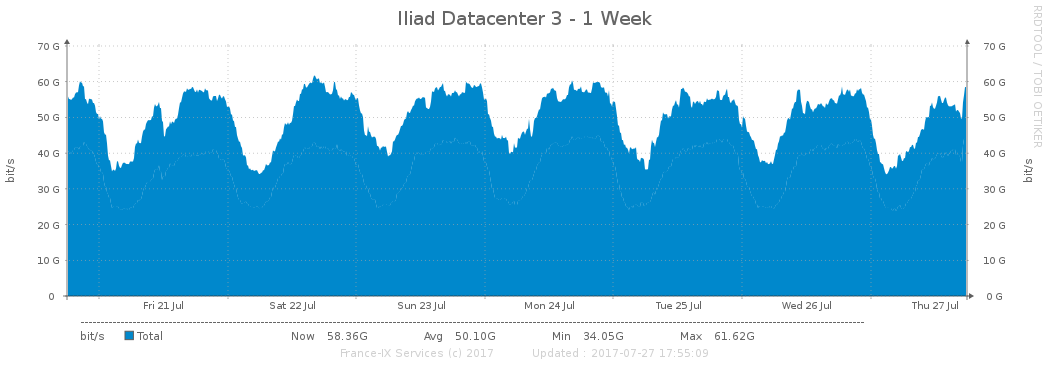 Iliad Datacenter 3 - 1 Week
RRDTOOL / TOBI OETIKER
70 G 70 G
60 G 60 G
50 G 50 G
40 G 40 G
30 G 30 G
20 G 20 G
10 G 10 G
0 0 G
bit/s bit/s
Fri 21 Jul Sat 22 Jul Sun 23 Jul Mon 24 Jul Tue 25 Jul Wed 26 Jul Thu 27 Jul
bit/s Total Now 58.36G Avg 50.10G Min 34.05G Max 61.62G
France-IX Services (c) 2017 Updated : 2017-07-27 17:55:09